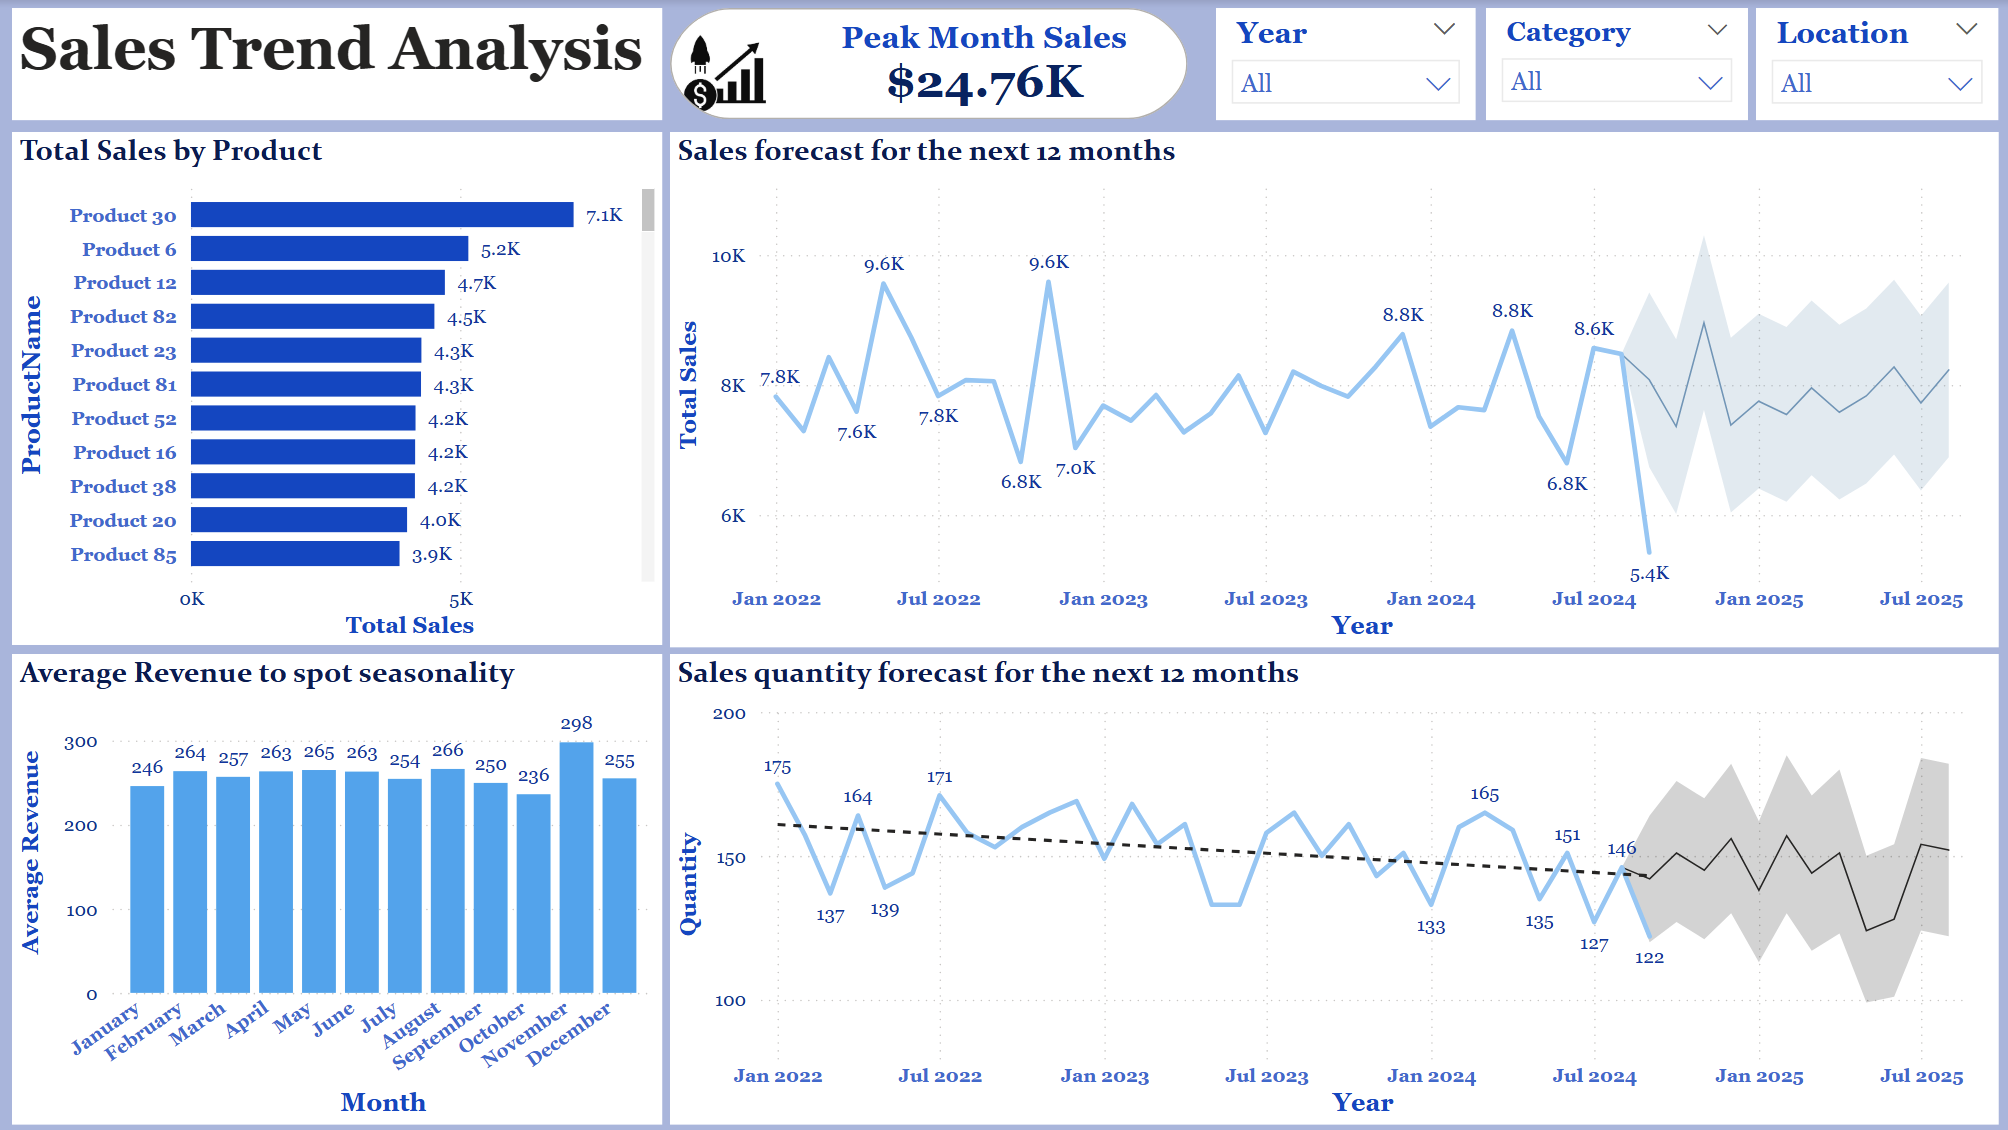 Sales Trend Analysis
Peak Month Sales
$24.76K
Year
All
Category
All
Location
All
Total Sales by Product
ProductName
Product 30 7.1K
Product 6 5.2K
Product 12 4.7K
Product 82 4.5K
Product 23 4.3K
Product 81 4.3K
Product 52 4.2K
Product 16 4.2K
Product 38 4.2K
Product 20 4.0K
Product 85 3.9K
0K 5K
Total Sales
Sales forecast for the next 12 months
Total Sales
10K
8K
6K
7.8K
7.6K
9.6K
7.8K
6.8K
9.6K
7.0K
8.8K
8.8K
6.8K
8.6K
5.4K
Jan 2022 Jul 2022 Jan 2023 Jul 2023 Jan 2024 Jul 2024 Jan 2025 Jul 2025
Year
Average Revenue to spot seasonality
Average Revenue
300
200
100
0
246 264 257 263 265 263 254 266 250 236 298 255
January February March April May June July August September October November December
Month
Sales quantity forecast for the next 12 months
Quantity
200
150
100
175
137
164
139
171
133
165
135
151
127
146
122
Jan 2022 Jul 2022 Jan 2023 Jul 2023 Jan 2024 Jul 2024 Jan 2025 Jul 2025
Year